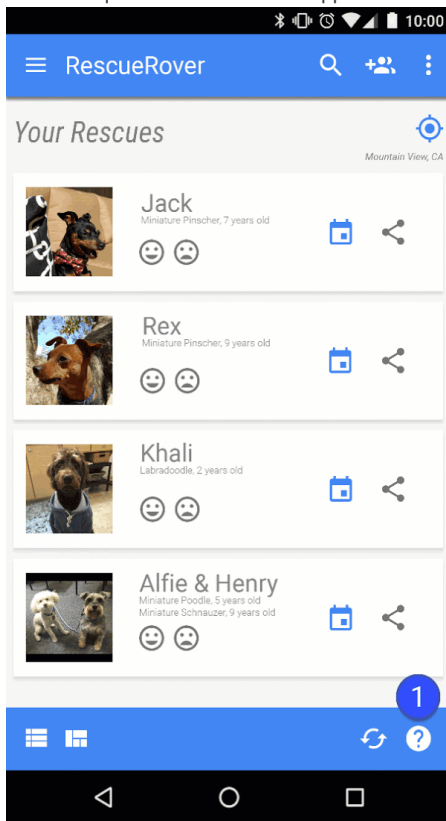 10:00
RescueRover
Your Rescues
Mountain View, CA
Jack
Miniature Pinscher, 7 years old
Rex
Miniature Pinscher, 9 years old
Khali
Labradoodle, 2 years old
Alfie & Henry
Miniature Poodle, 5 years old
Miniature Schnauzer, 9 years old
1